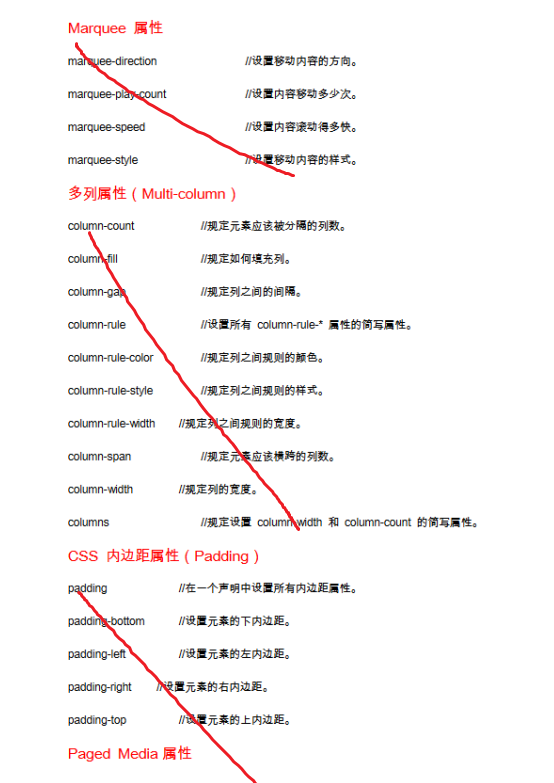 Marquee 属性
marquee-direction //设置移动内容的方向。
marquee-play-count //设置内容移动多少次。
marquee-speed //设置内容滚动得多快。
marquee-style //设置移动内容的样式。
多列属性（Multi-column）
column-count //规定元素应该被分隔的列数。
column-fill //规定如何填充列。
column-gap //规定列之间的间隔。
column-rule //设置所有 column-rule-* 属性的简写属性。
column-rule-color //规定列之间规则的颜色。
column-rule-style //规定列之间规则的样式。
column-rule-width //规定列之间规则的宽度。
column-span //规定元素应该横跨的列数。
column-width //规定列的宽度。
columns //规定设置 column-width 和 column-count 的简写属性。
CSS 内边距属性（Padding）
padding //在一个声明中设置所有内边距属性。
padding-bottom //设置元素的下内边距。
padding-left //设置元素的左内边距。
padding-right //设置元素的右内边距。
padding-top //设置元素的上内边距。
Paged Media 属性